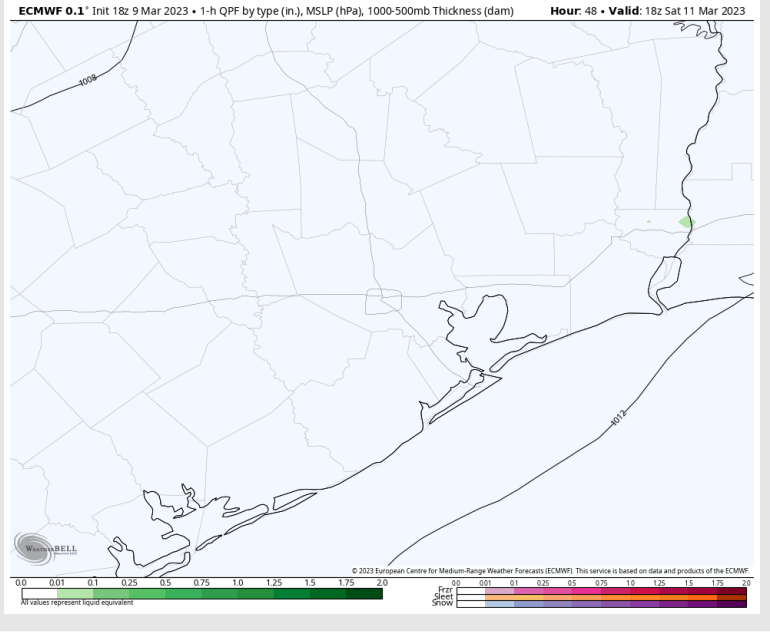 ECMWF 0.1° Init 18z 9 Mar 2023 • 1-h QPF by type (in.), MSLP (hPa), 1000-500mb Thickness (dam) Hour: 48 • Valid: 18z Sat 11 Mar 2023
1008
1012
WEATHERBELL
© 2023 European Centre for Medium-Range Weather Forecasts (ECMWF). This service is based on data and products of the ECMWF.
0.0 0.01 0.1 0.25 0.5 0.75 1.0 1.25 1.5 1.75 2.0
All values represent liquid equivalent
0.0 0.01 0.1 0.25 0.5 0.75 1.0 1.25 1.5 1.75 2.0
Frzr
Sleet
Snow